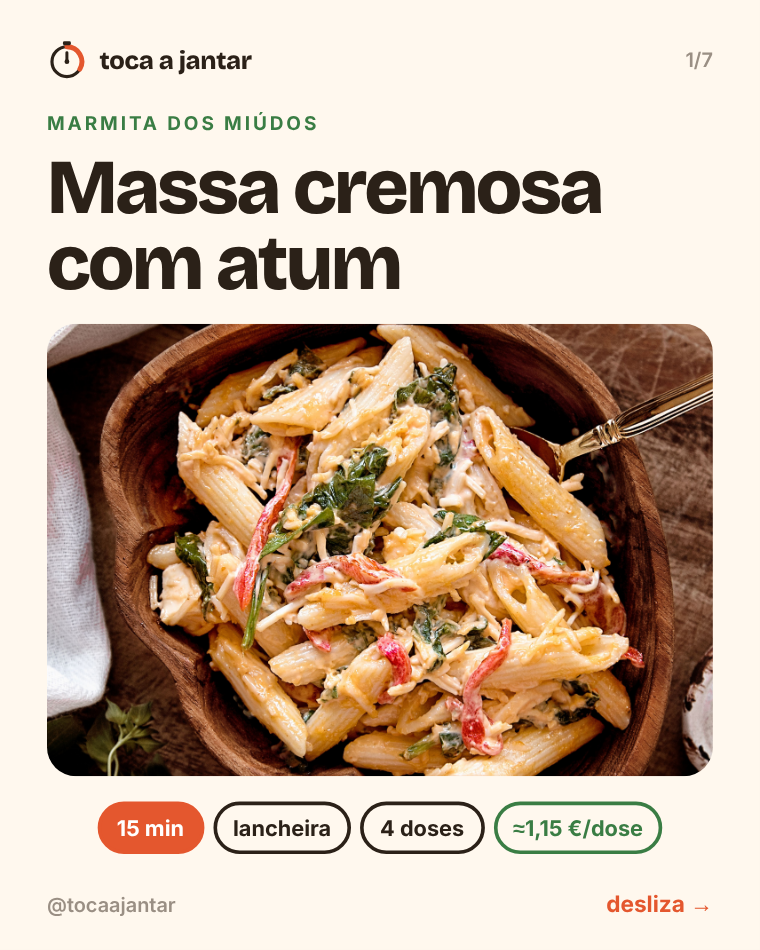 toca a jantar
1/7
MARMITA DOS MIÚDOS
Massa cremosa
com atum
15 min
lancheira
4 doses
≈1,15 €/dose
@tocaajantar
desliza →